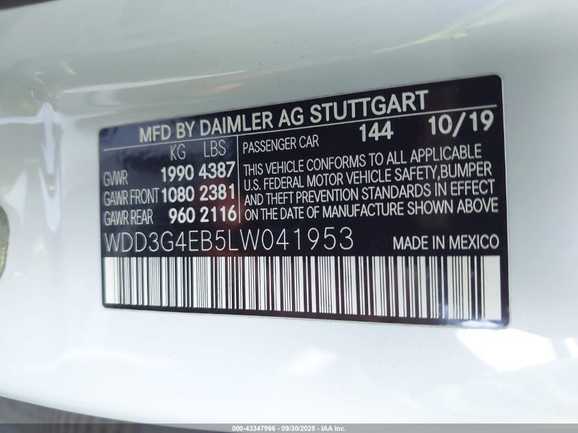 MFD BY DAIMLER AG STUTTGART
KG LBS PASSENGER CAR 144 10/19
GVWR 1990 4387
GAWR FRONT 1080 2381
GAWR REAR 960 2116
THIS VEHICLE CONFORMS TO ALL APPLICABLE
U.S. FEDERAL MOTOR VEHICLE SAFETY,BUMPER
AND THEFT PREVENTION STANDARDS IN EFFECT
ON THE DATE OF MANUFACTURE SHOWN ABOVE
WDD3G4EB5LW041953 MADE IN MEXICO
000-43347966 - 09/30/2025 - IAA Inc.